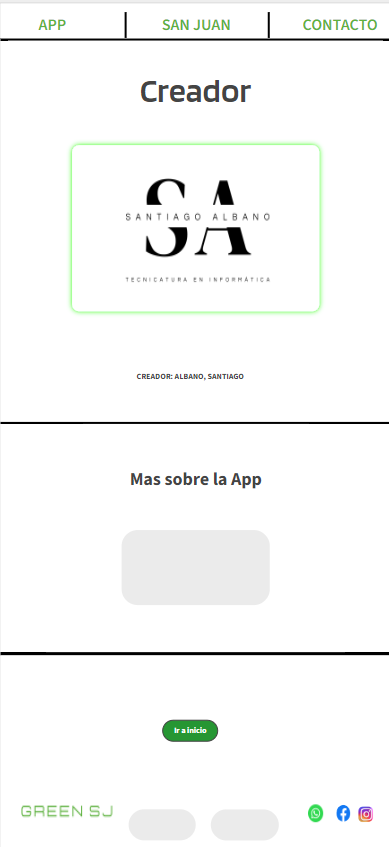 APP
SAN JUAN
CONTACTO
Creador
SA
SANTIAGO ALBANO
TECNICATURA EN INFORMÁTICA
CREADOR: ALBANO, SANTIAGO
Mas sobre la App
Ir a inicio
GREEN SJ